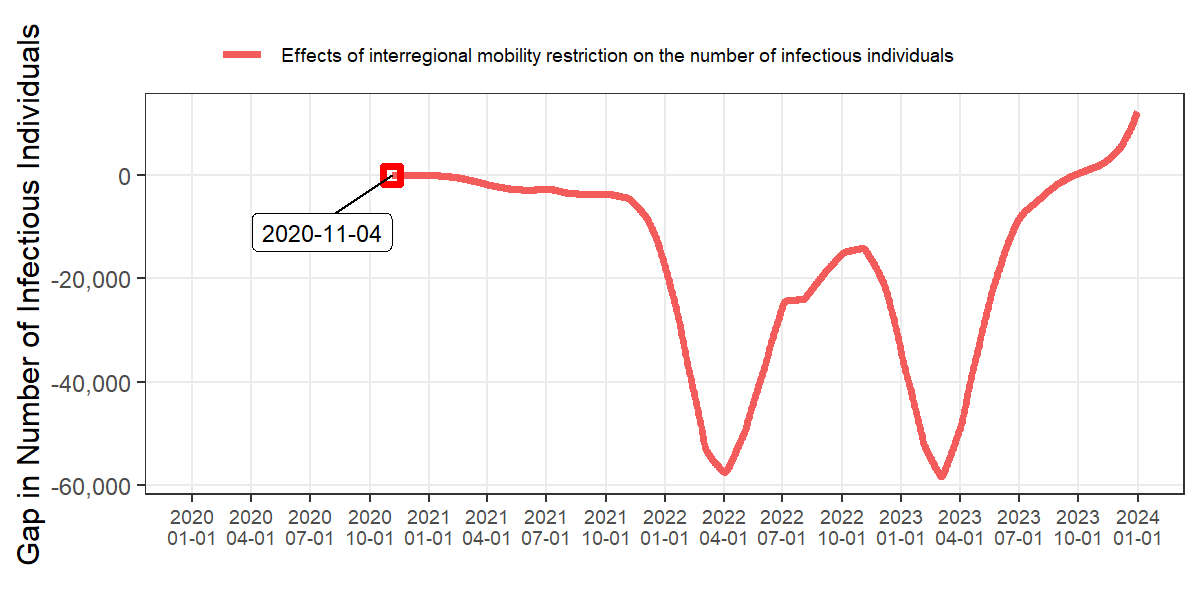 Effects of interregional mobility restriction on the number of infectious individuals
Gap in Number of Infectious Individuals
0
-20,000
-40,000
-60,000
2020-11-04
2020 2020 2020 2020 2021 2021 2021 2021 2022 2022 2022 2022 2023 2023 2023 2023 2024
01-01 04-01 07-01 10-01 01-01 04-01 07-01 10-01 01-01 04-01 07-01 10-01 01-01 04-01 07-01 10-01 01-01